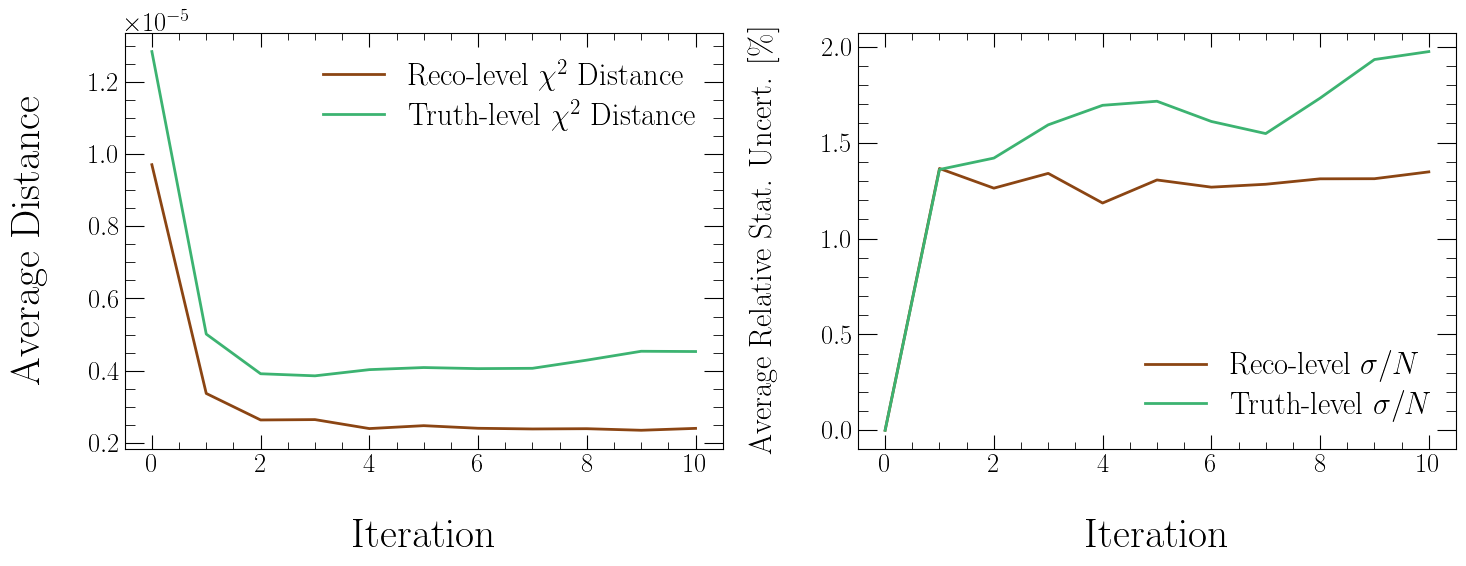 ×10⁻⁵
Average Distance
1.2
1.0
0.8
0.6
0.4
0.2
0 2 4 6 8 10
Iteration
Reco-level χ² Distance
Truth-level χ² Distance
Average Relative Stat. Uncert. [%]
2.0
1.5
1.0
0.5
0.0
0 2 4 6 8 10
Iteration
Reco-level σ/N
Truth-level σ/N